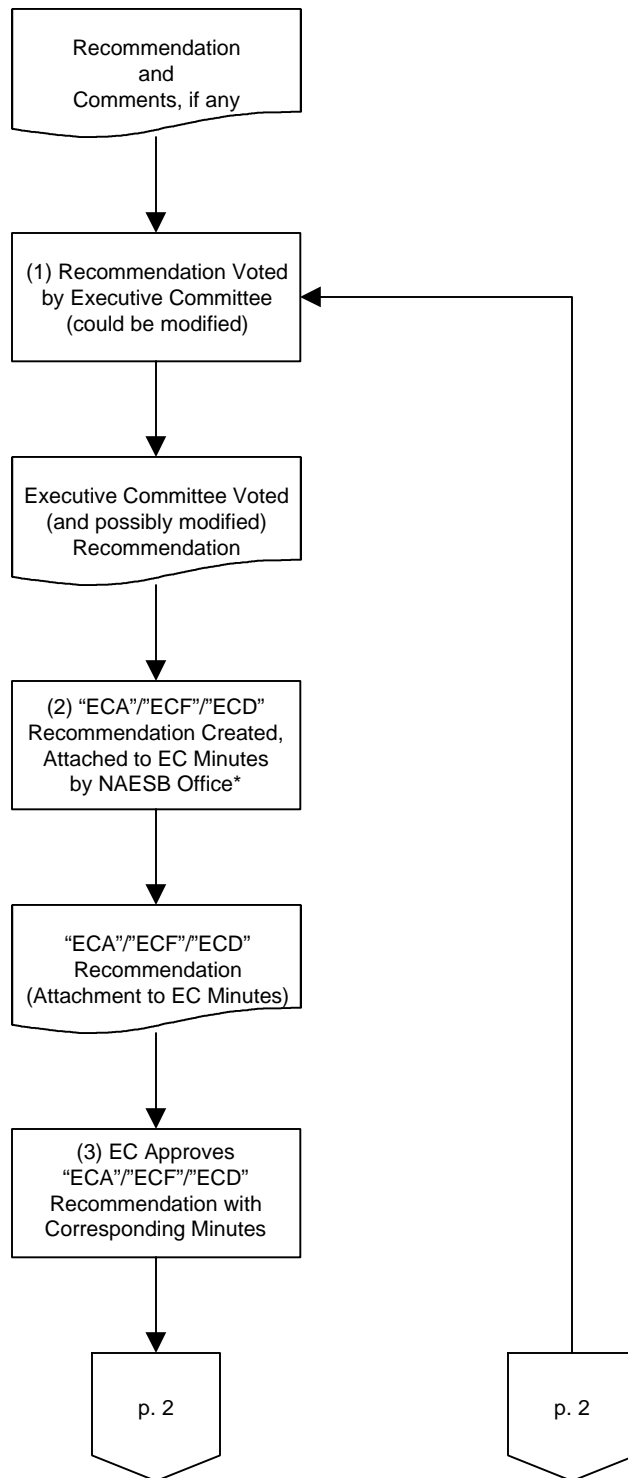 Recommendation
and
Comments, if any
(1) Recommendation Voted
by Executive Committee
(could be modified)
Executive Committee Voted
(and possibly modified)
Recommendation
(2) “ECA”/”ECF”/”ECD”
Recommendation Created,
Attached to EC Minutes
by NAESB Office*
“ECA”/”ECF”/”ECD”
Recommendation
(Attachment to EC Minutes)
(3) EC Approves
“ECA”/”ECF”/”ECD”
Recommendation with
Corresponding Minutes
p. 2
p. 2